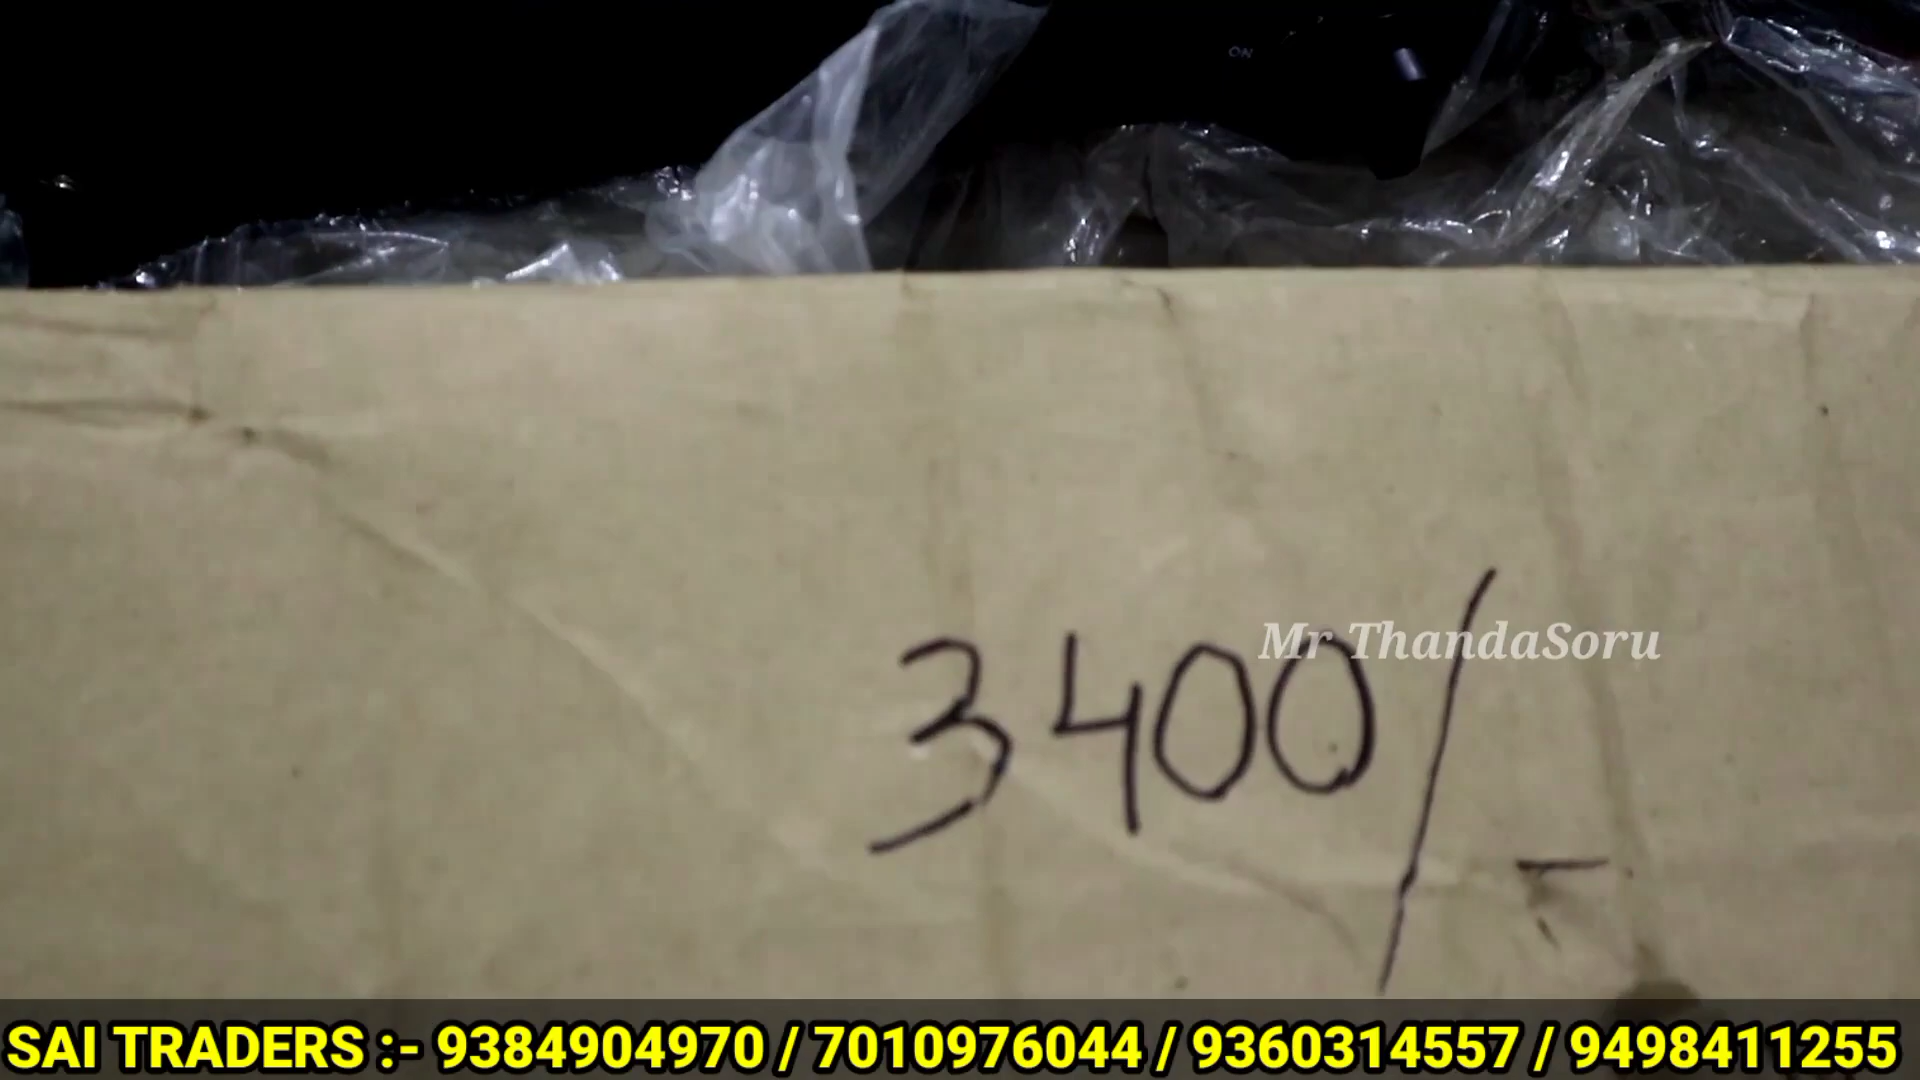 ON
Mr ThandaSoru
3400/-
SAI TRADERS :- 9384904970 / 7010976044 / 9360314557 / 9498411255